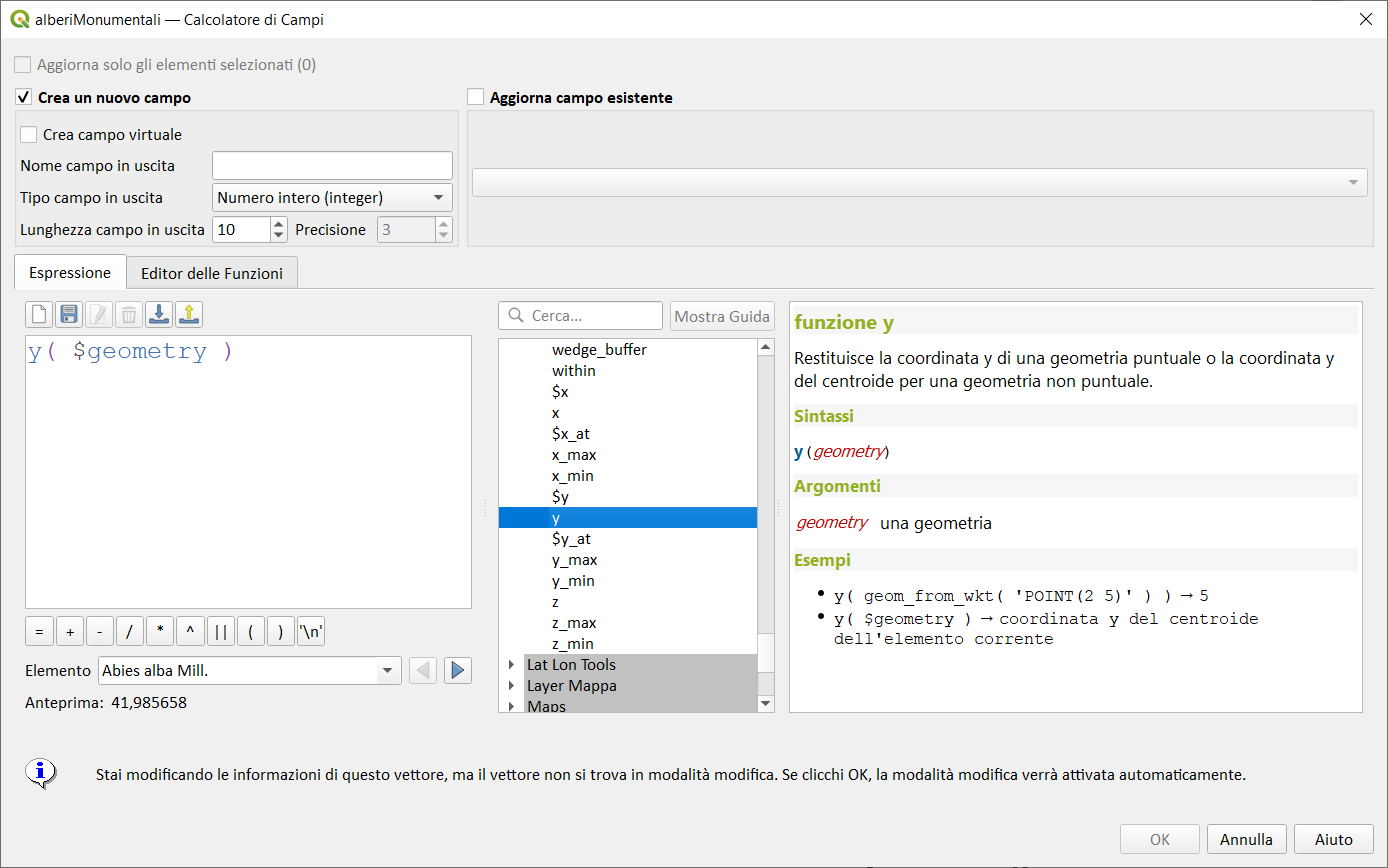 alberiMonumentali — Calcolatore di Campi
Aggiorna solo gli elementi selezionati (0)
Crea un nuovo campo
Aggiorna campo esistente
Crea campo virtuale
Nome campo in uscita
Tipo campo in uscita Numero intero (integer)
Lunghezza campo in uscita 10 Precisione 3
Espressione Editor delle Funzioni
Cerca... Mostra Guida
y( $geometry )
wedge_buffer
within
$x
x
$x_at
x_max
x_min
$y
y
$y_at
y_max
y_min
z
z_max
z_min
Lat Lon Tools
Layer Mappa
Maps
funzione y
Restituisce la coordinata y di una geometria puntuale o la coordinata y
del centroide per una geometria non puntuale.
Sintassi
y(geometry)
Argomenti
geometry una geometria
Esempi
• y( geom_from_wkt( 'POINT(2 5)' ) ) → 5
• y( $geometry ) → coordinata y del centroide
dell'elemento corrente
= + - / * ^ || ( ) '\n'
Elemento Abies alba Mill.
Anteprima: 41,985658
Stai modificando le informazioni di questo vettore, ma il vettore non si trova in modalità modifica. Se clicchi OK, la modalità modifica verrà attivata automaticamente.
OK Annulla Aiuto